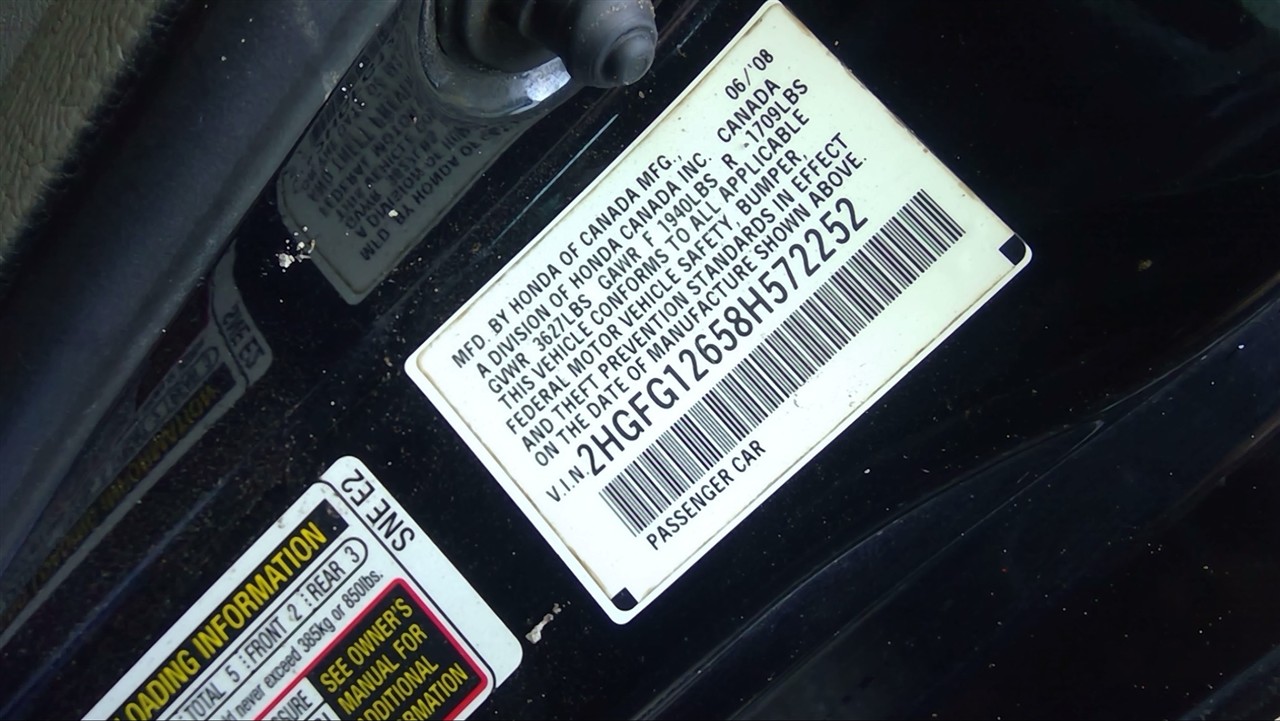 06/'08
MFD. BY HONDA OF CANADA MFG.,
A DIVISION OF HONDA CANADA INC. CANADA
GVWR 3627LBS GAWR F 1940LBS R 1709LBS
THIS VEHICLE CONFORMS TO ALL APPLICABLE
FEDERAL MOTOR VEHICLE SAFETY, BUMPER,
AND THEFT PREVENTION STANDARDS IN EFFECT
ON THE DATE OF MANUFACTURE SHOWN ABOVE.
V.I.N. 2HGFG12658H572252
PASSENGER CAR
SNE E2
LOADING INFORMATION
TOTAL 5 FRONT 2 REAR 3
never exceed 385kg or 850lbs.
SEE OWNER'S
MANUAL FOR